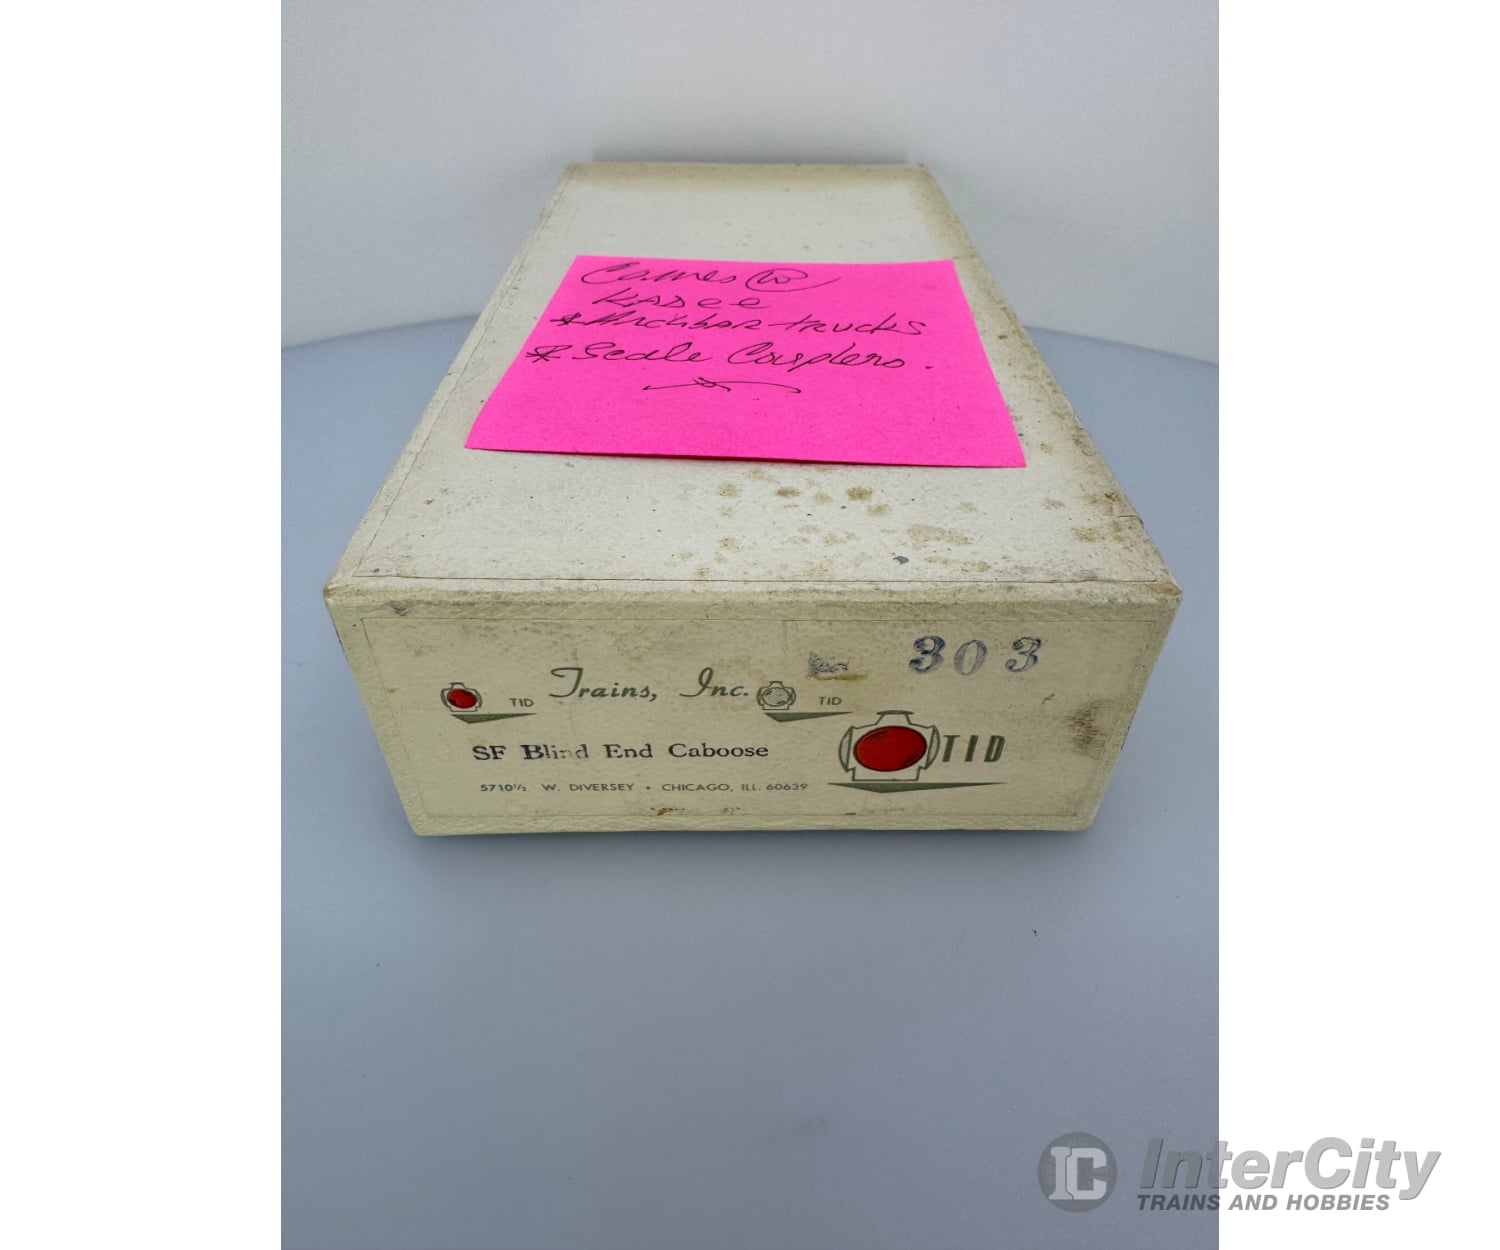 Comes W
KADee
* Archbar trucks
* Scale Couplers.
303
TID Trains, Inc. TID
SF Blind End Caboose
TID
5710½ W. DIVERSEY • CHICAGO, ILL. 60639
IC InterCity
TRAINS AND HOBBIES